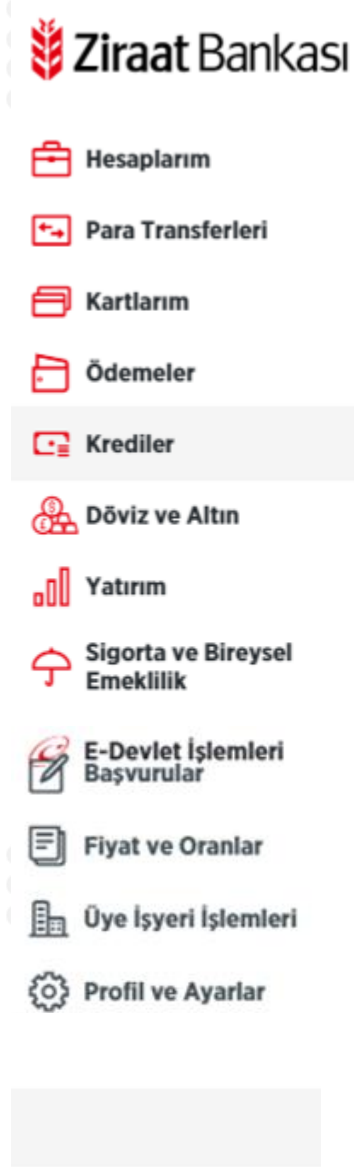 Ziraat Bankası
Hesaplarım
Para Transferleri
Kartlarım
Ödemeler
Krediler
Döviz ve Altın
Yatırım
Sigorta ve Bireysel
Emeklilik
E-Devlet İşlemleri
Başvurular
Fiyat ve Oranlar
Üye İşyeri İşlemleri
Profil ve Ayarlar